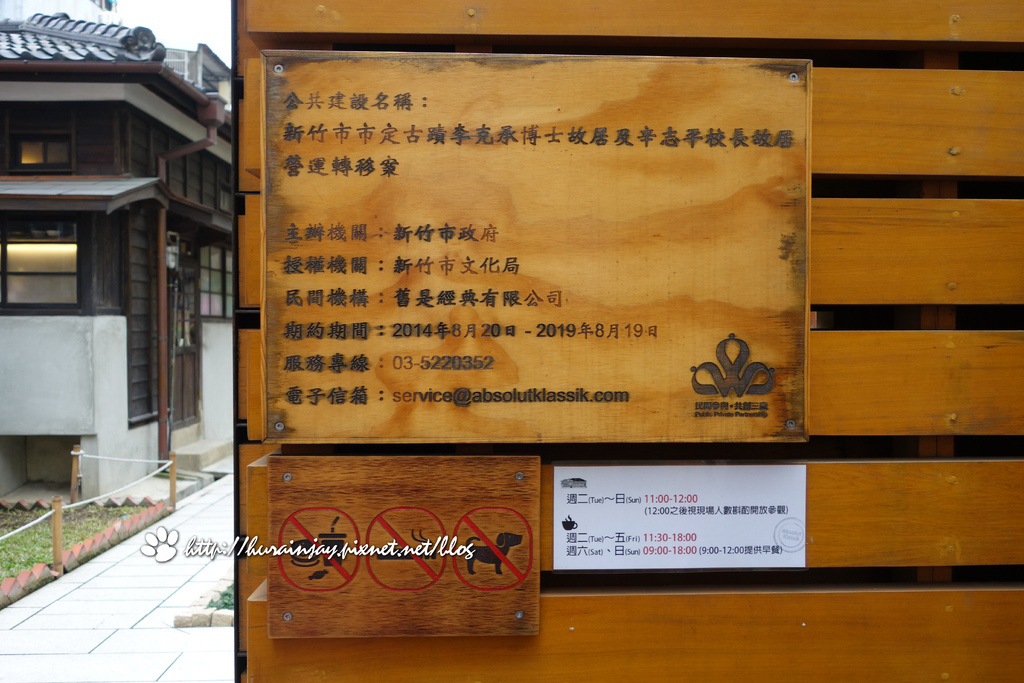 公共建設名稱：
新竹市市定古蹟李克承博士故居及辛志平校長故居
營運轉移案
主辦機關：新竹市政府
授權機關：新竹市文化局
民間機構：舊是經典有限公司
期約期間：2014年8月20日 - 2019年8月19日
服務專線：03-5220352
電子信箱：service@absolutklassik.com
民間參與・共創三贏
Public Private Partnership
週二(Tue)～日(Sun) 11:00-12:00
(12:00之後視現場人數斟酌開放參觀)
週二(Tue)～五(Fri) 11:30-18:00
週六(Sat)、日(Sun) 09:00-18:00 (9:00-12:00提供早餐)
http://hurainjay.pixnet.net/blog